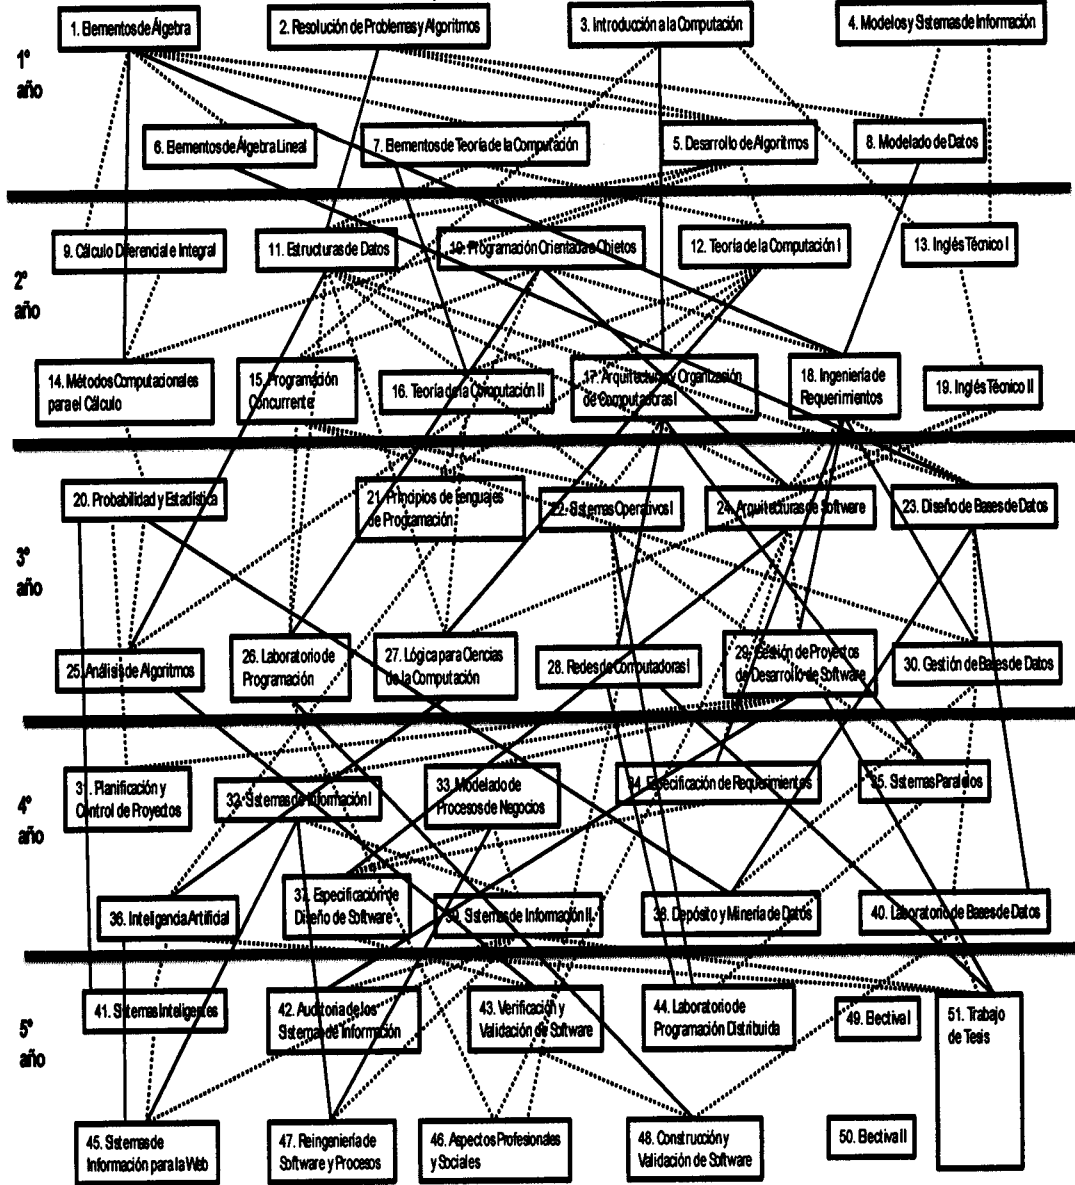 1. Elementos de Álgebra
2. Resolución de Problemas y Algoritmos
3. Introducción a la Computación
4. Modelos y Sistemas de Información
1º
año
6. Elementos de Álgebra Lineal
7. Elementos de Teoría de la Computación
5. Desarrollo de Algoritmos
8. Modelado de Datos
9. Cálculo Diferencial e Integral
11. Estructuras de Datos
10. Programación Orientada a Objetos
12. Teoría de la Computación I
13. Inglés Técnico I
2º
año
14. Métodos Computacionales
para el Cálculo
15. Programación
Concurrente
16. Teoría de la Computación II
17. Arquitecturas y Organización
de Computadoras I
18. Ingeniería de
Requerimientos
19. Inglés Técnico II
20. Probabilidad y Estadística
21. Principios de Lenguajes
de Programación
22. Sistemas Operativos I
24. Arquitecturas de Software
23. Diseño de Bases de Datos
3º
año
25. Análisis de Algoritmos
26. Laboratorio de
Programación
27. Lógica para Ciencias
de la Computación
28. Redes de Computadoras I
29. Gestión de Proyectos
de Desarrollo de Software
30. Gestión de Bases de Datos
31. Planificación y
Control de Proyectos
32. Sistemas de Información I
33. Modelado de
Procesos de Negocios
34. Especificación de Requerimientos
35. Sistemas Paralelos
4º
año
36. Inteligencia Artificial
37. Especificación de
Diseño de Software
39. Sistemas de Información II
38. Depósito y Minería de Datos
40. Laboratorio de Bases de Datos
5º
año
41. Sistemas Inteligentes
42. Auditoria de los
Sistemas de Información
43. Verificación y
Validación de Software
44. Laboratorio de
Programación Distribuida
49. Electiva I
51. Trabajo
de Tesis
45. Sistemas de
Información para la Web
47. Reingeniería de
Software y Procesos
46. Aspectos Profesionales
y Sociales
48. Construcción y
Validación de Software
50. Electiva II